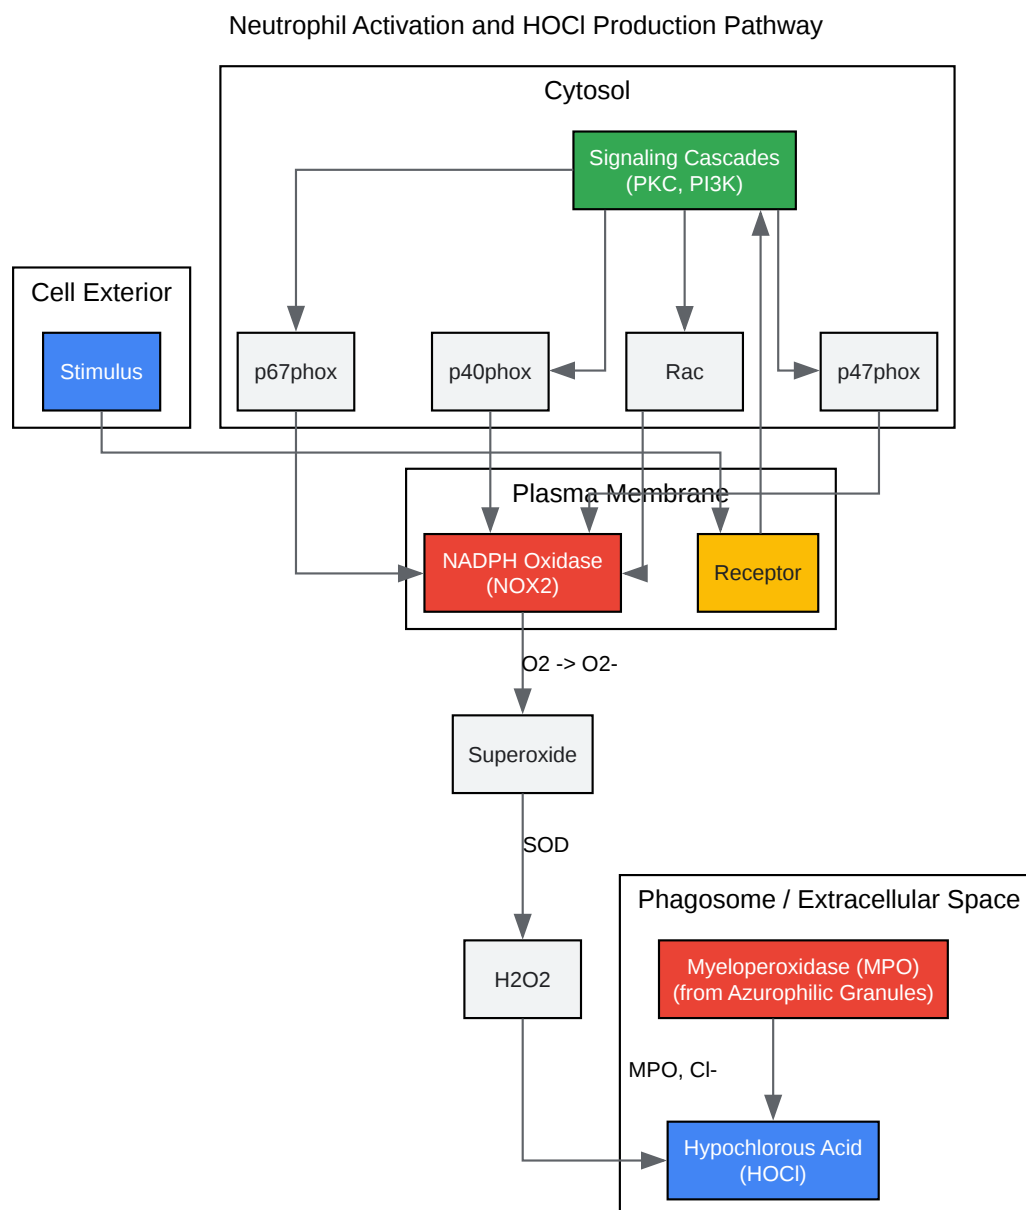 Neutrophil Activation and HOCl Production Pathway
Cytosol
Signaling Cascades
(PKC, PI3K)
Cell Exterior
Stimulus
p67phox
p40phox
Rac
p47phox
Plasma Membrane
NADPH Oxidase
(NOX2)
Receptor
O2 -> O2-
Superoxide
SOD
Phagosome / Extracellular Space
H2O2
Myeloperoxidase (MPO)
(from Azurophilic Granules)
MPO, Cl-
Hypochlorous Acid
(HOCl)